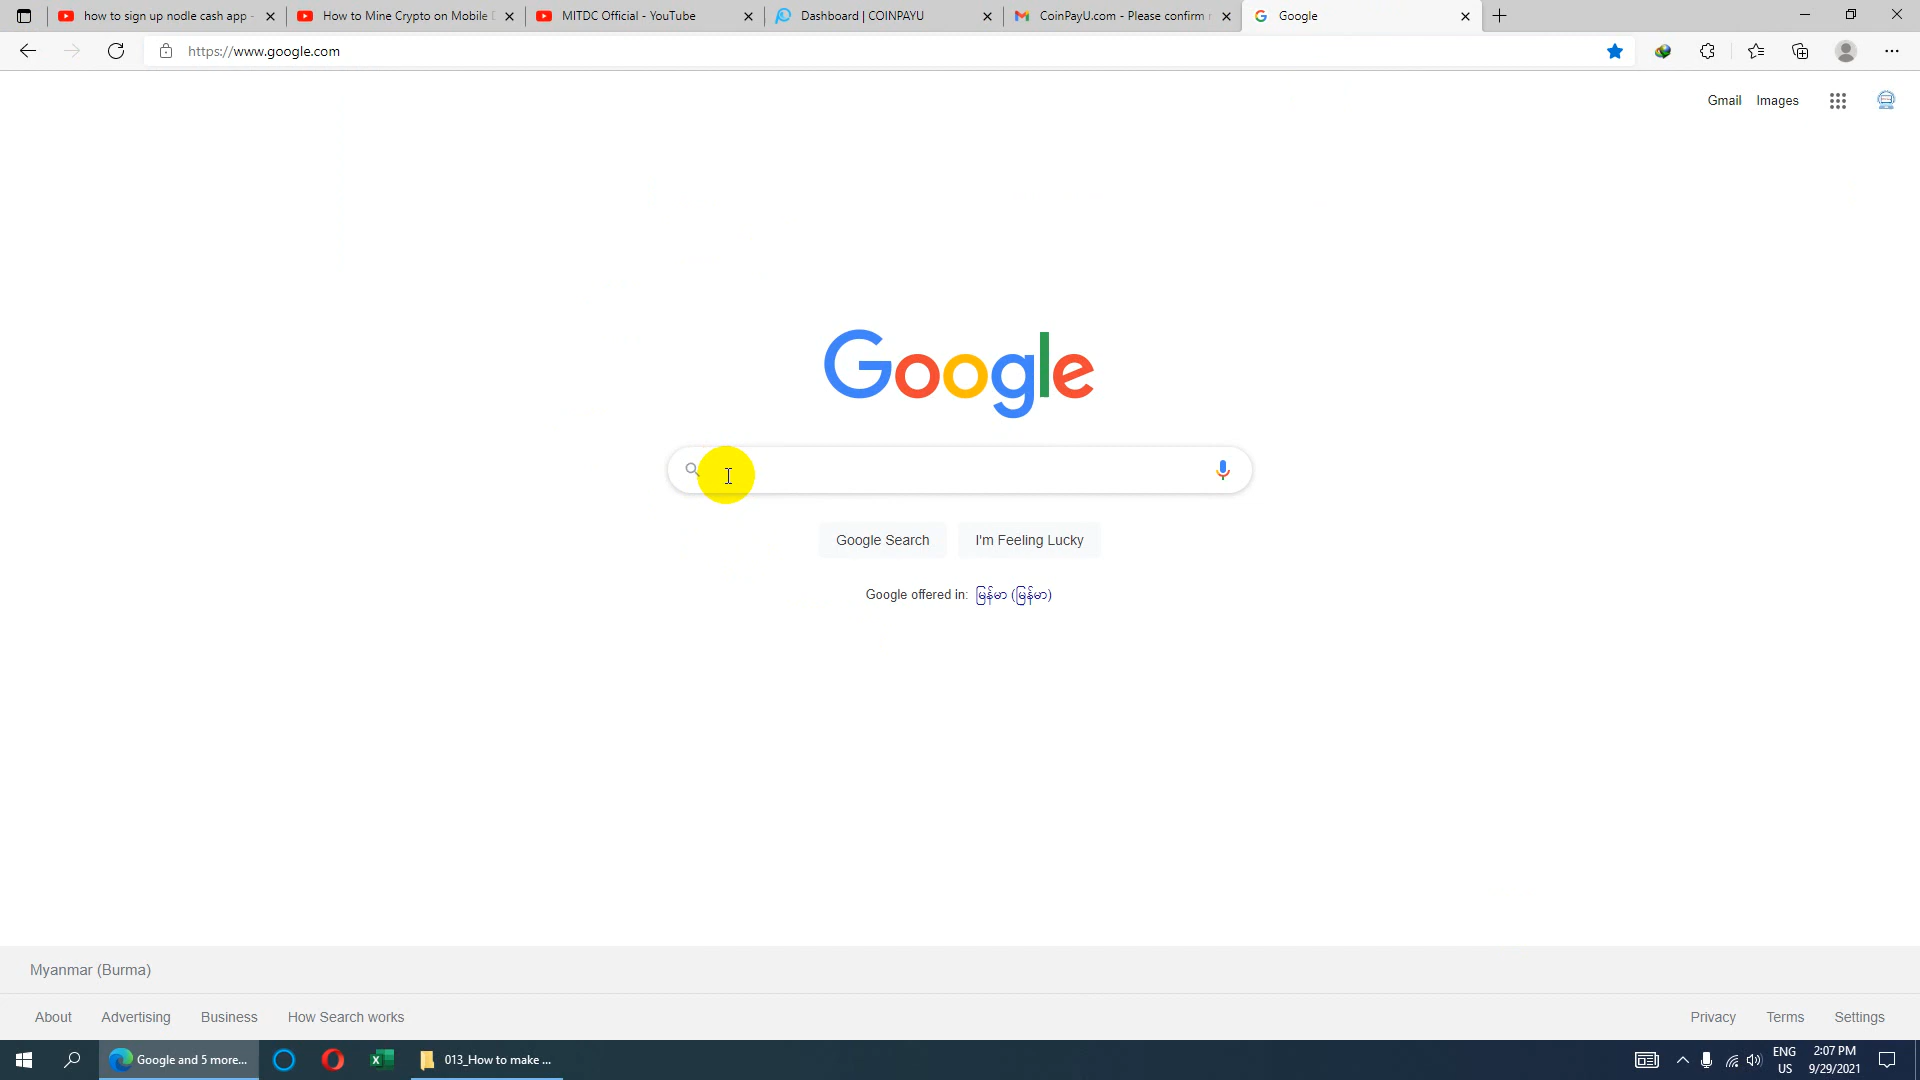 how to sign up nodle cash app -
How to Mine Crypto on Mobile
MITDC Official - YouTube
Dashboard | COINPAYU
CoinPayU.com - Please confirm
Google
https://www.google.com
Gmail Images
Google
Google Search
I'm Feeling Lucky
Google offered in: မြန်မာ (မြန်မာ)
Myanmar (Burma)
About Advertising Business How Search works
Privacy Terms Settings
Google and 5 more...
013_How to make ...
ENG
US
2:07 PM
9/29/2021